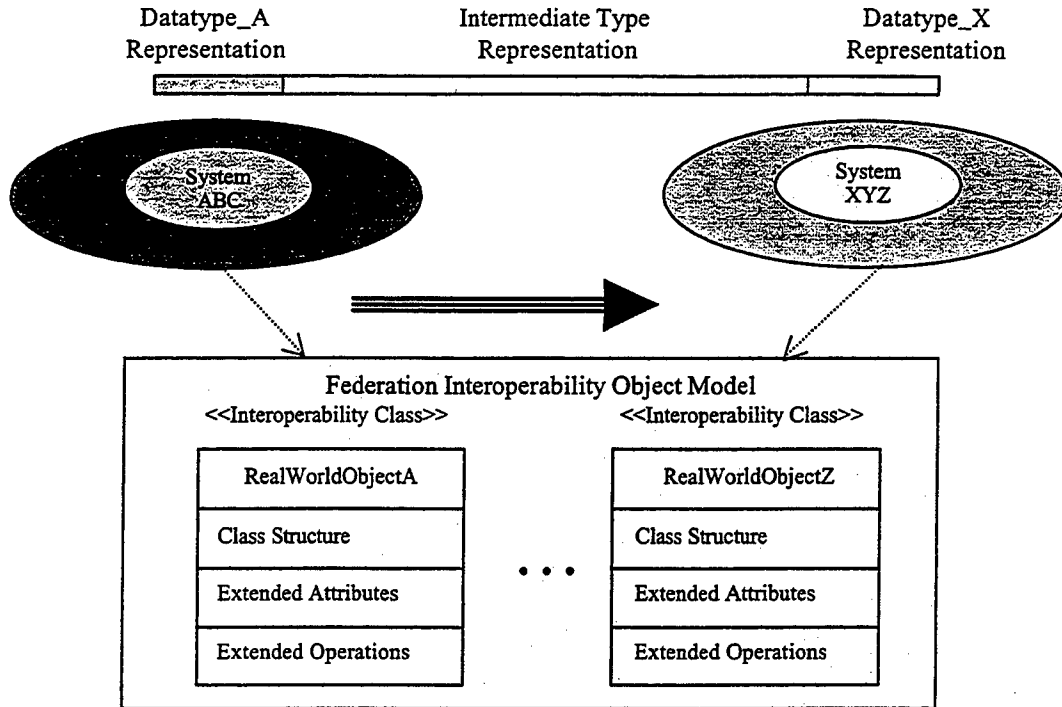 Datatype_A
Representation
Intermediate Type
Representation
Datatype_X
Representation
System
ABC
System
XYZ
Federation Interoperability Object Model
<<Interoperability Class>>
<<Interoperability Class>>
RealWorldObjectA
Class Structure
Extended Attributes
Extended Operations
• • •
RealWorldObjectZ
Class Structure
Extended Attributes
Extended Operations